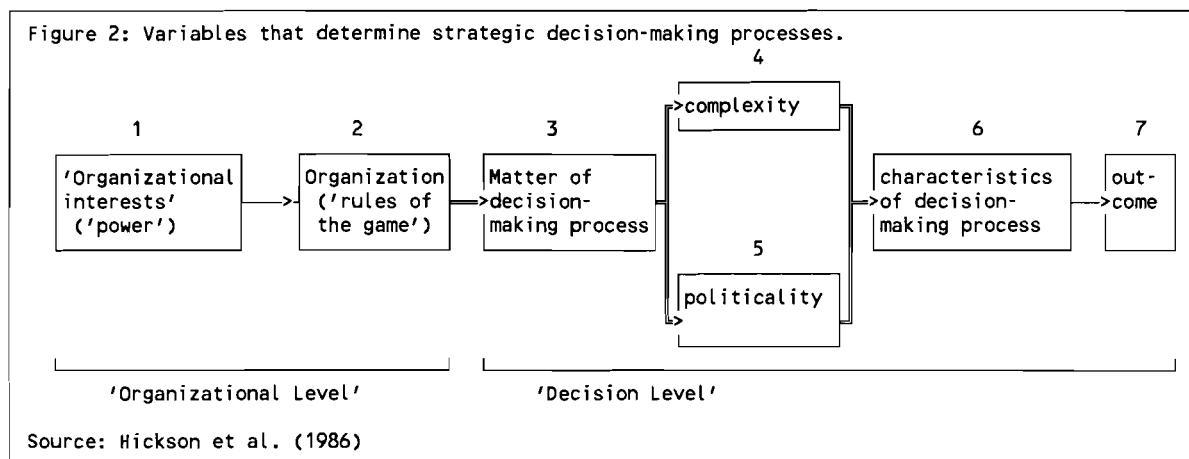 Figure 2: Variables that determine strategic decision-making processes.
1
'Organizational
interests'
('power')
2
Organization
('rules of
the game')
3
Matter of
decision-
making process
4
complexity
5
politicality
6
characteristics
of decision-
making process
7
out-
come
'Organizational Level'
'Decision Level'
Source: Hickson et al. (1986)